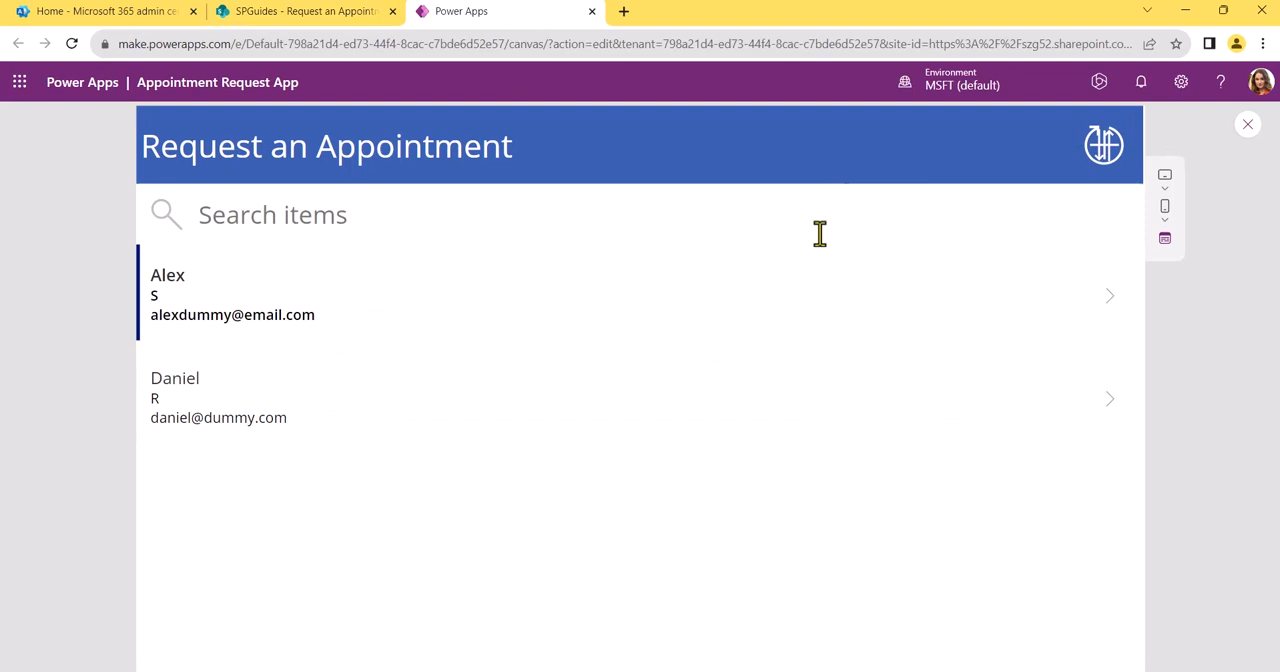 Home - Microsoft 365 admin ce
SPGuides - Request an Appointm
Power Apps
make.powerapps.com/e/Default-798a21d4-ed73-44f4-8cac-c7bde6d52e57/canvas/?action=edit&tenant=798a21d4-ed73-44f4-8cac-c7bde6d52e57&site-id=https%3A%2F%2Fszg52.sharepoint.co...
Power Apps | Appointment Request App
Environment
MSFT (default)
?
Request an Appointment
Search items
Alex
S
alexdummy@email.com
Daniel
R
daniel@dummy.com